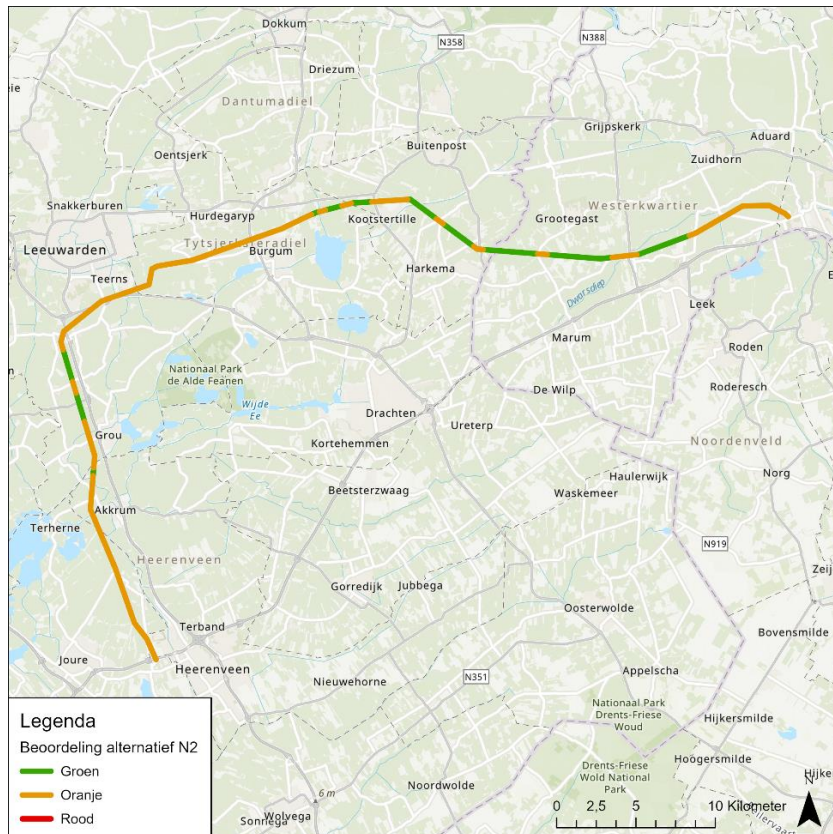 Dokkum
N358
N388
Driezum
Dantumadiel
Grijpskerk
Aduard
Buitenpost
Oentsjerk
Zuidhorn
Snakkerburen
Hurdegaryp
Kootstertille
Grootegast
Westerkwartier
Leeuwarden
Tytsjerksteradiel
Burgum
Harkema
Teerns
Dwarsdiep
Leek
Marum
Roden
Nationaal Park
de Alde Feanen
De Wilp
Roderesch
Wijde
Ee
Drachten
Ureterp
Grou
Kortehemmen
Noordenveld
Haulerwijk
Norg
Beetsterzwaag
Waskemeer
Akkrum
Terherne
N919
Zeij
Heerenveen
Gorredijk
Jubbega
Oosterwolde
Terband
Bovensmilde
Joure
Heerenveen
Nieuwehorne
N351
Appelscha
Nationaal Park
Drents-Friese
Woud
Hijkersmilde
Hoogersmilde
Drents-Friese
Wold National
Park
Hijke
6 m
Noordwolde
Wolvega
Sonnega
Legenda
Beoordeling alternatief N2
Groen
Oranje
Rood
0 2,5 5 10 Kilometer
N